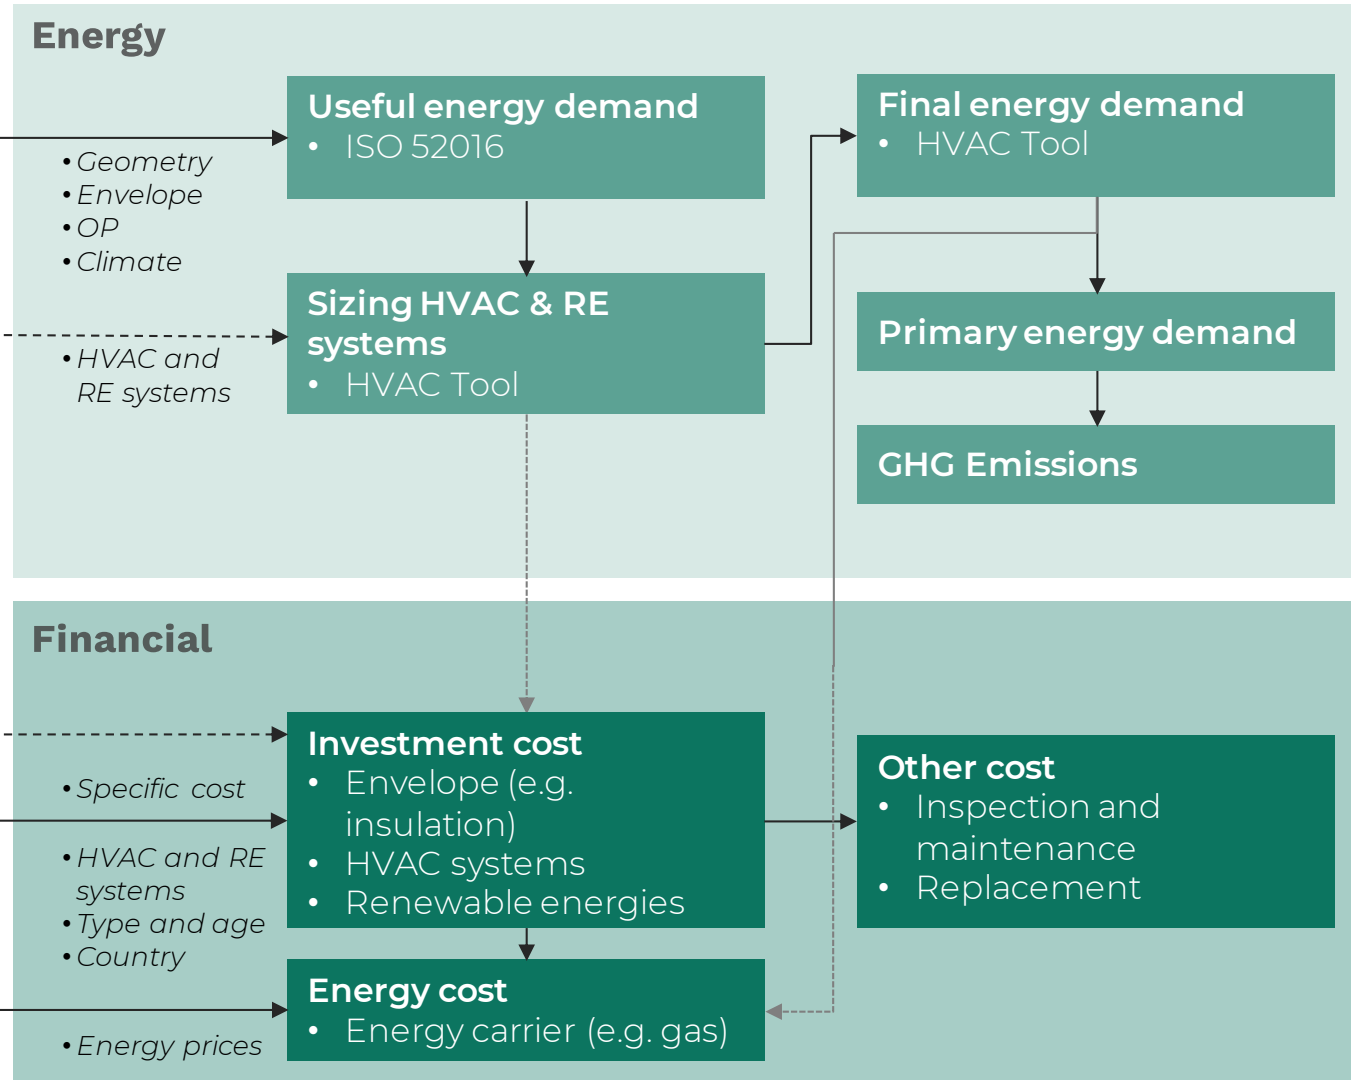 Energy
• Geometry
• Envelope
• OP
• Climate
• HVAC and
RE systems
Useful energy demand
• ISO 52016
Sizing HVAC & RE
systems
• HVAC Tool
Final energy demand
• HVAC Tool
Primary energy demand
GHG Emissions
Financial
• Specific cost
• HVAC and RE
systems
• Type and age
• Country
• Energy prices
Investment cost
• Envelope (e.g.
insulation)
• HVAC systems
• Renewable energies
Energy cost
• Energy carrier (e.g. gas)
Other cost
• Inspection and
maintenance
• Replacement